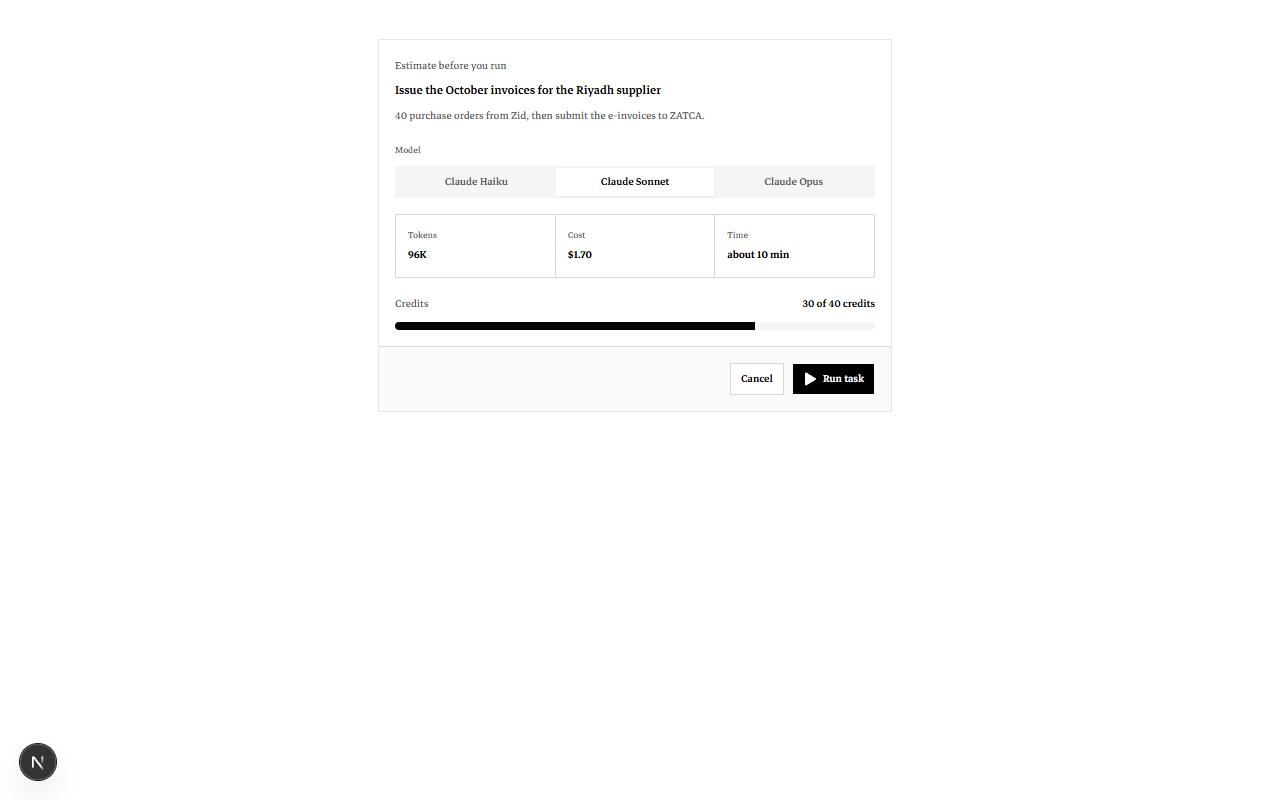 Estimate before you run
Issue the October invoices for the Riyadh supplier
40 purchase orders from Zid, then submit the e-invoices to ZATCA.
Model
Claude Haiku
Claude Sonnet
Claude Opus
Tokens
96K
Cost
$1.70
Time
about 10 min
Credits
30 of 40 credits
Cancel
Run task
N